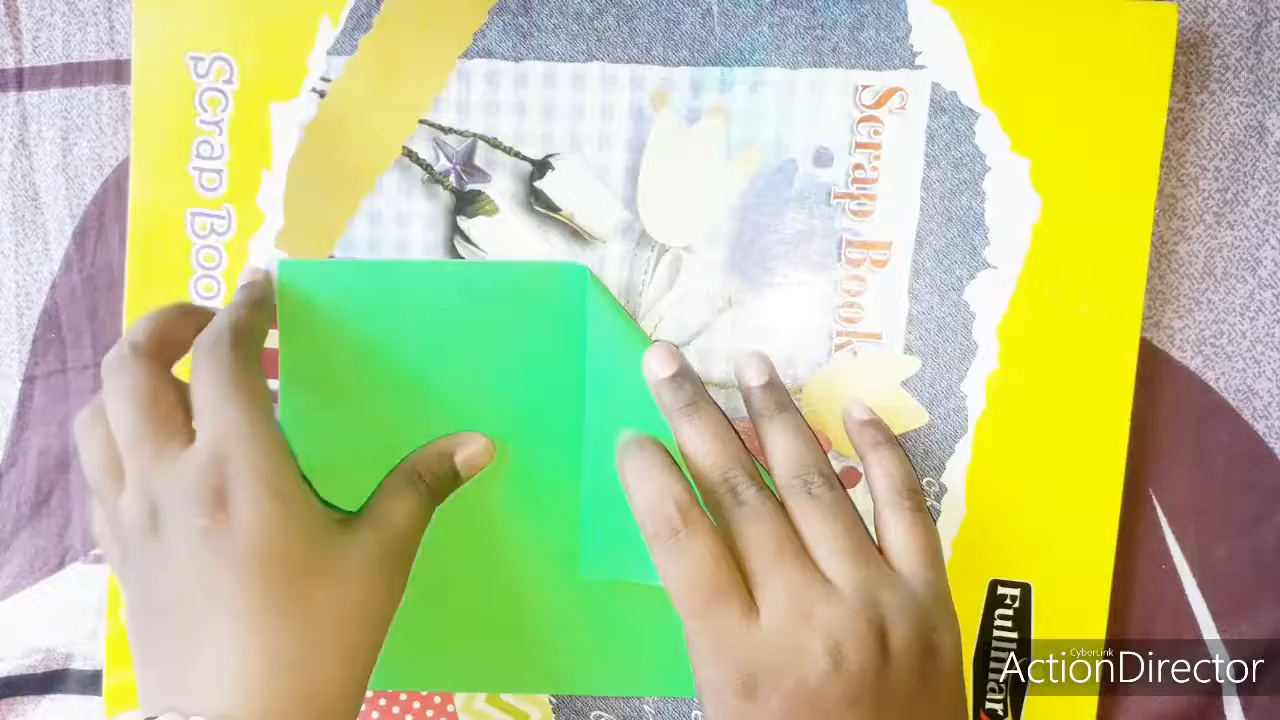 Scrap Boo
Scrap Book
Fullmar
CyberLink
ActionDirector